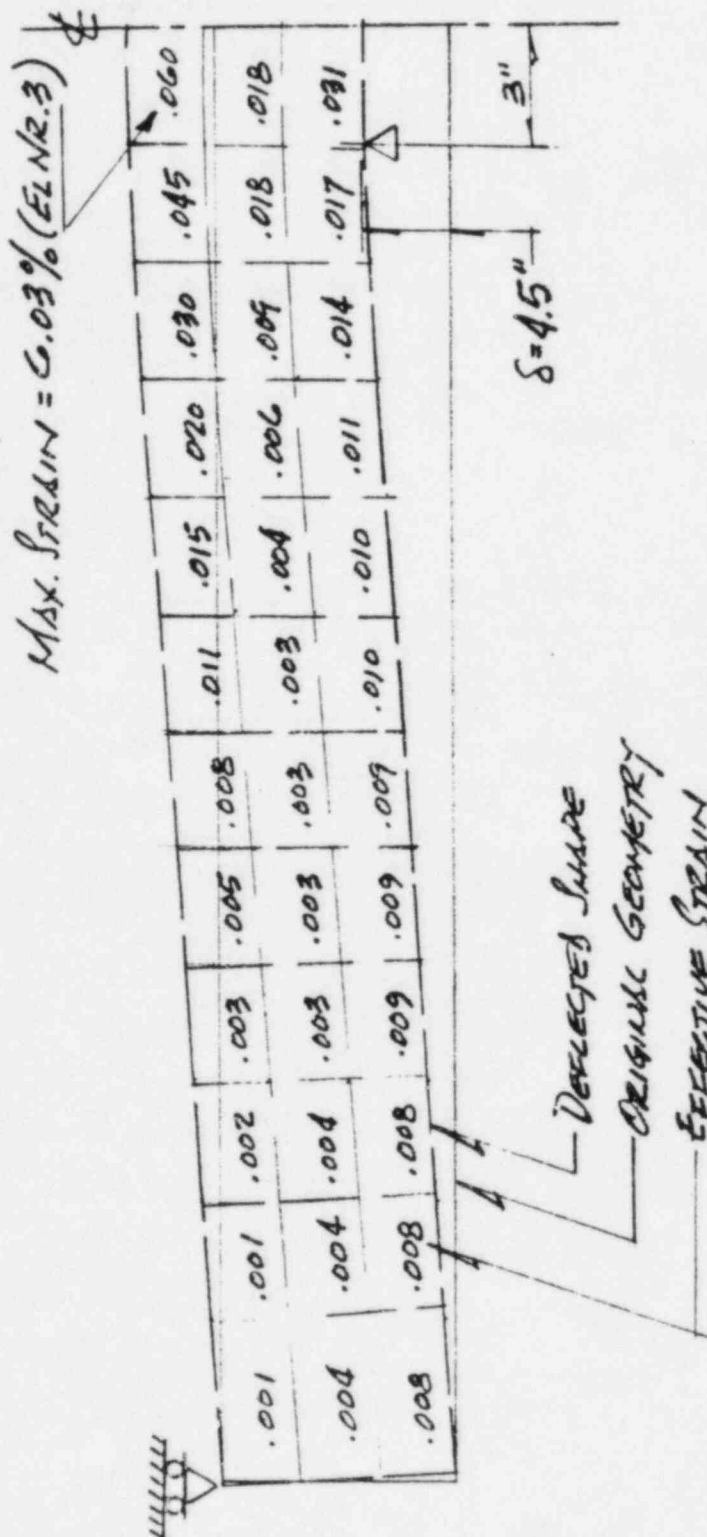 MAX. STRAIN = 6.03% (EL NR.3)
℄
.001 .001 .002 .003 .005 .008 .011 .015 .020 .030 .045 .060
.004 .004 .004 .003 .003 .003 .003 .004 .006 .009 .018 .018
.008 .008 .008 .009 .009 .009 .010 .010 .011 .014 .017 .031
3"
δ=4.5"
DEFLECTED SHAPE
ORIGINAL GEOMETRY
EFFECTIVE STRAIN